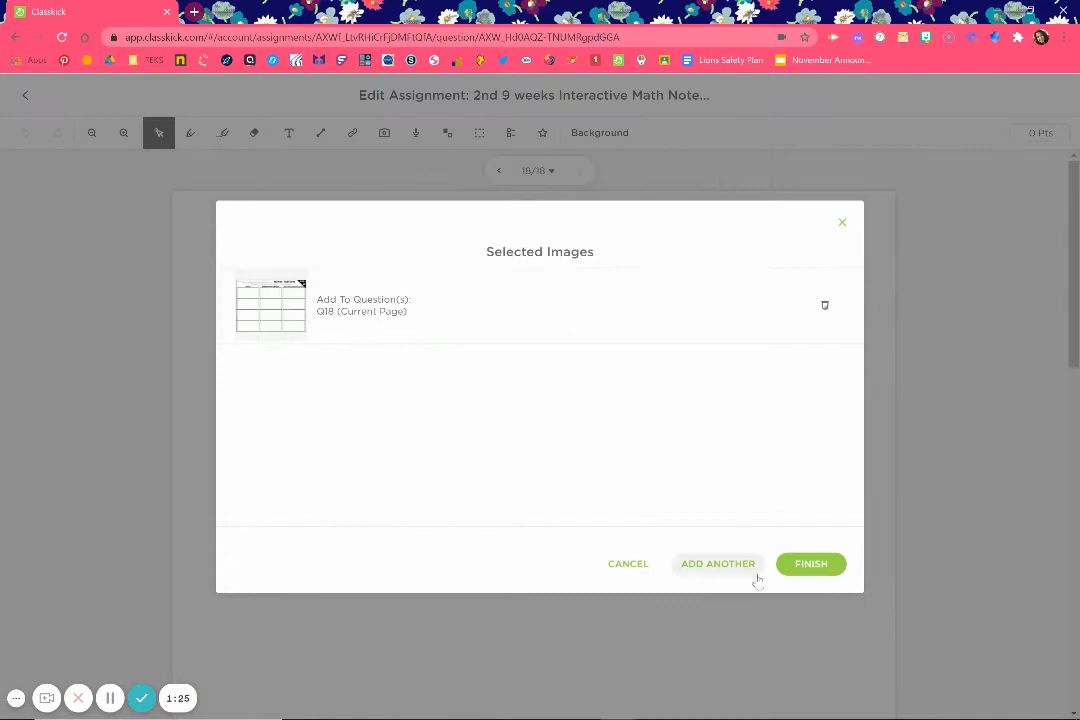 Classkick
app.classkick.com/#/account/assignments/AXWf_LtvRHiCrFjDMFtQfA/question/AXW_Hd0AQZ-TNUMRgpdGGA
Apps
TEKS
Lions Safety Plan
November Announ...
Edit Assignment: 2nd 9 weeks Interactive Math Note...
T
Background
0 Pts
18/18
Selected Images
Add To Question(s):
Q18 (Current Page)
CANCEL
ADD ANOTHER
FINISH
1:25